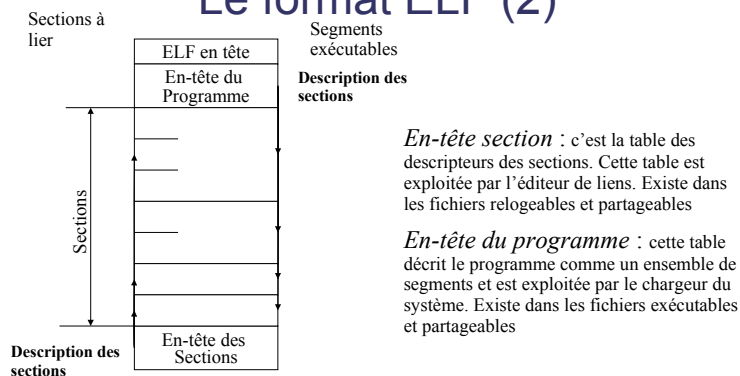 Le format ELF (2)
Sections à
lier
Segments
exécutables
ELF en tête
En-tête du
Programme
Description des
sections
Sections
En-tête section : c’est la table des
descripteurs des sections. Cette table est
exploitée par l’éditeur de liens. Existe dans
les fichiers relogeables et partageables
En-tête du programme : cette table
décrit le programme comme un ensemble de
segments et est exploitée par le chargeur du
système. Existe dans les fichiers exécutables
et partageables
En-tête des
Sections
Description des
sections